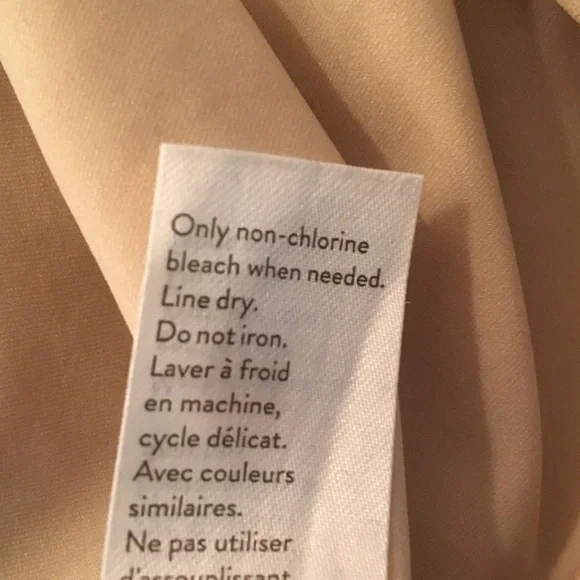 Only non-chlorine
bleach when needed.
Line dry.
Do not iron.
Laver à froid
en machine,
cycle délicat.
Avec couleurs
similaires.
Ne pas utiliser
d'assouplissant